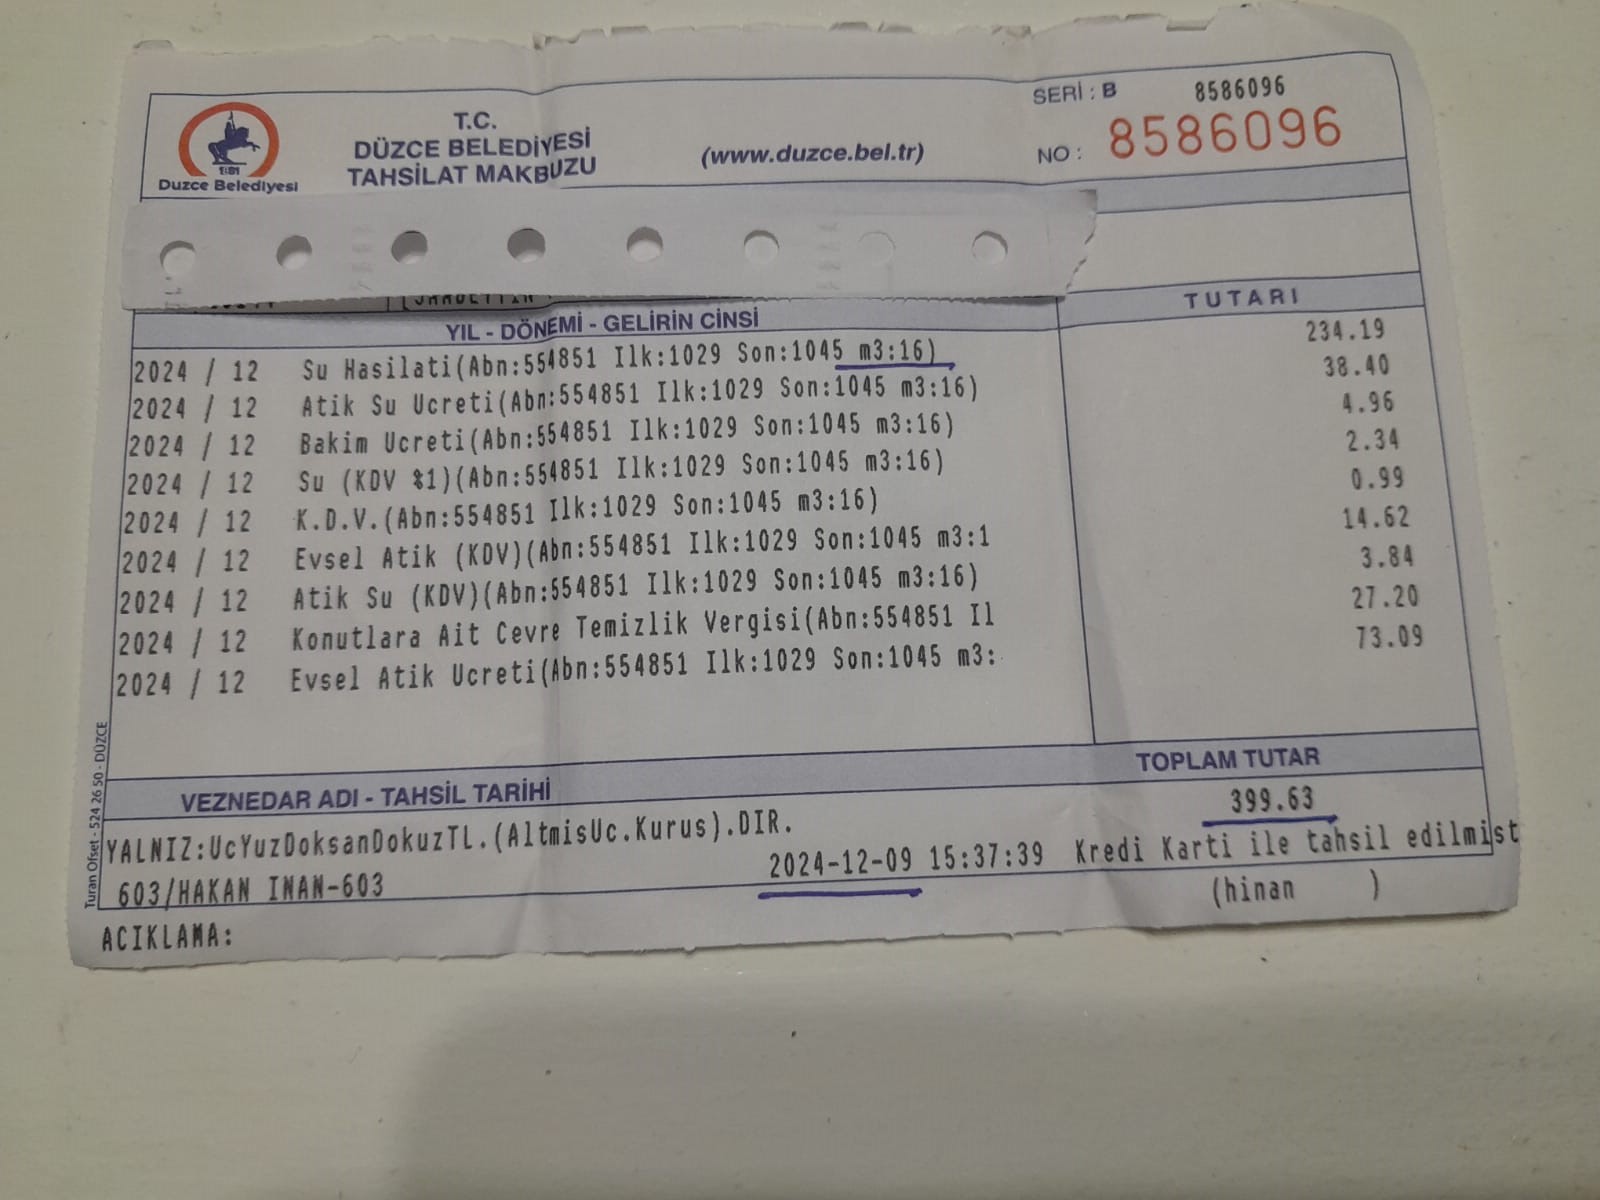 T.C.
DÜZCE BELEDİYESİ
TAHSİLAT MAKBUZU
(www.duzce.bel.tr)
SERİ : B 8586096
NO : 8586096
1:81
Duzce Belediyesi
YIL - DÖNEMİ - GELİRİN CİNSİ TUTARI
2024 / 12 Su Hasilati(Abn:554851 Ilk:1029 Son:1045 m3:16) 234.19
2024 / 12 Atik Su Ucreti(Abn:554851 Ilk:1029 Son:1045 m3:16) 38.40
2024 / 12 Bakim Ucreti(Abn:554851 Ilk:1029 Son:1045 m3:16) 4.96
2024 / 12 Su (KDV %1)(Abn:554851 Ilk:1029 Son:1045 m3:16) 2.34
2024 / 12 K.D.V.(Abn:554851 Ilk:1029 Son:1045 m3:16) 0.99
2024 / 12 Evsel Atik (KDV)(Abn:554851 Ilk:1029 Son:1045 m3:1 14.62
2024 / 12 Atik Su (KDV)(Abn:554851 Ilk:1029 Son:1045 m3:16) 3.84
2024 / 12 Konutlara Ait Cevre Temizlik Vergisi(Abn:554851 Il 27.20
2024 / 12 Evsel Atik Ucreti(Abn:554851 Ilk:1029 Son:1045 m3: 73.09
VEZNEDAR ADI - TAHSİL TARİHİ TOPLAM TUTAR
399.63
YALNIZ:UcYuzDoksanDokuzTL.(AltmisUc.Kurus).DIR.
2024-12-09 15:37:39 Kredi Karti ile tahsil edilmist
603/HAKAN INAN-603 (hinan )
ACIKLAMA:
Turan Ofset - 524 26 50 - DÜZCE